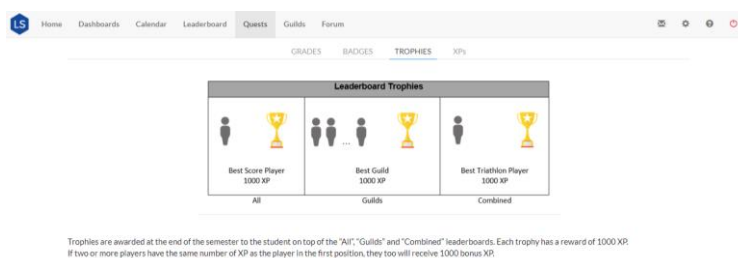 LS Home Dashboards Calendar Leaderboard Quests Guilds Forum
GRADES BADGES TROPHIES XPs
Leaderboard Trophies
...
Best Score Player Best Guild Best Triathlon Player
1000 XP 1000 XP 1000 XP
All Guilds Combined
Trophies are awarded at the end of the semester to the student on top of the "All", "Guilds" and "Combined" leaderboards. Each trophy has a reward of 1000 XP.
If two or more players have the same number of XP as the player in the first position, they too will receive 1000 bonus XP.